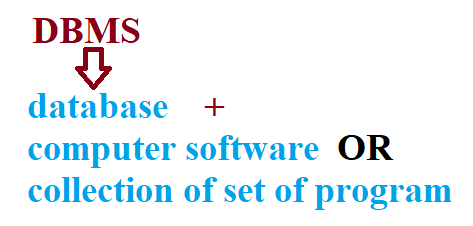 DBMS
database +
computer software OR
collection of set of program